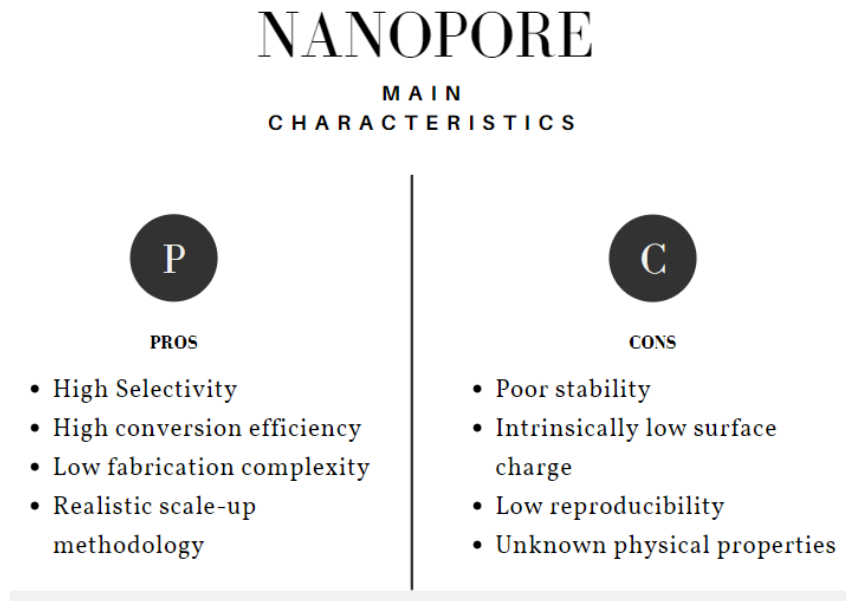 NANOPORE
MAIN
CHARACTERISTICS
P
PROS
• High Selectivity
• High conversion efficiency
• Low fabrication complexity
• Realistic scale-up
methodology
C
CONS
• Poor stability
• Intrinsically low surface
charge
• Low reproducibility
• Unknown physical properties